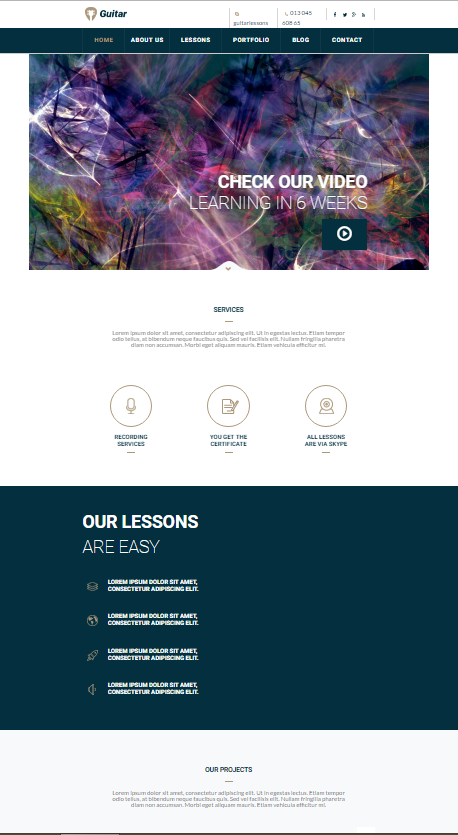 Guitar
guitarlessons
013 045
608 65
HOME ABOUT US LESSONS PORTFOLIO BLOG CONTACT
CHECK OUR VIDEO
LEARNING IN 6 WEEKS
SERVICES
Lorem ipsum dolor sit amet, consectetur adipiscing elit. Ut in egestas lectus. Etiam tempor
odio tellus, at bibendum neque faucibus quis. Sed vel facilisis elit. Nullam fringilla pharetra
diam non accumsan. Morbi eget aliquam mauris. Etiam vehicula efficitur mi.
RECORDING
SERVICES
YOU GET THE
CERTIFICATE
ALL LESSONS
ARE VIA SKYPE
OUR LESSONS
ARE EASY
LOREM IPSUM DOLOR SIT AMET,
CONSECTETUR ADIPISCING ELIT.
LOREM IPSUM DOLOR SIT AMET,
CONSECTETUR ADIPISCING ELIT.
LOREM IPSUM DOLOR SIT AMET,
CONSECTETUR ADIPISCING ELIT.
LOREM IPSUM DOLOR SIT AMET,
CONSECTETUR ADIPISCING ELIT.
OUR PROJECTS
Lorem ipsum dolor sit amet, consectetur adipiscing elit. Ut in egestas lectus. Etiam tempor
odio tellus, at bibendum neque faucibus quis. Sed vel facilisis elit. Nullam fringilla pharetra
diam non accumsan. Morbi eget aliquam mauris. Etiam vehicula efficitur mi.